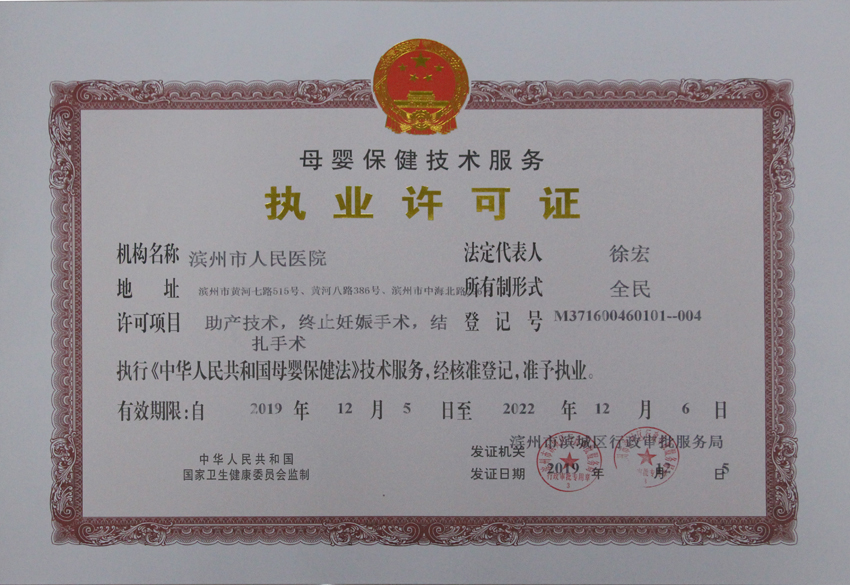 母婴保健技术服务
执业许可证
机构名称 滨州市人民医院 法定代表人 徐宏
地 址 滨州市黄河七路515号、黄河八路386号、滨州市中海北路 所有制形式 全民
许可项目 助产技术，终止妊娠手术，结 登记号 M371600460101--004
扎手术
执行《中华人民共和国母婴保健法》技术服务，经核准登记，准予执业。
有效期限：自 2019 年 12 月 5 日至 2022 年 12 月 6 日
滨州市滨城区行政审批服务局
中华人民共和国 发证机关
国家卫生健康委员会监制 发证日期 2019 年 12 月 5 日
行政审批专用章